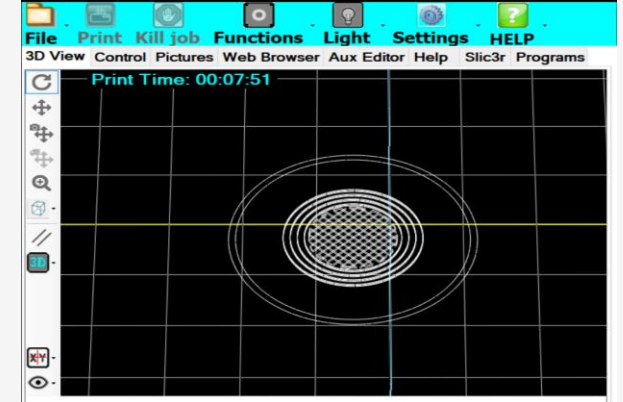 File Print Kill job Functions Light Settings HELP
3D View Control Pictures Web Browser Aux Editor Help Slic3r Programs
Print Time: 00:07:51
3D
X-Y